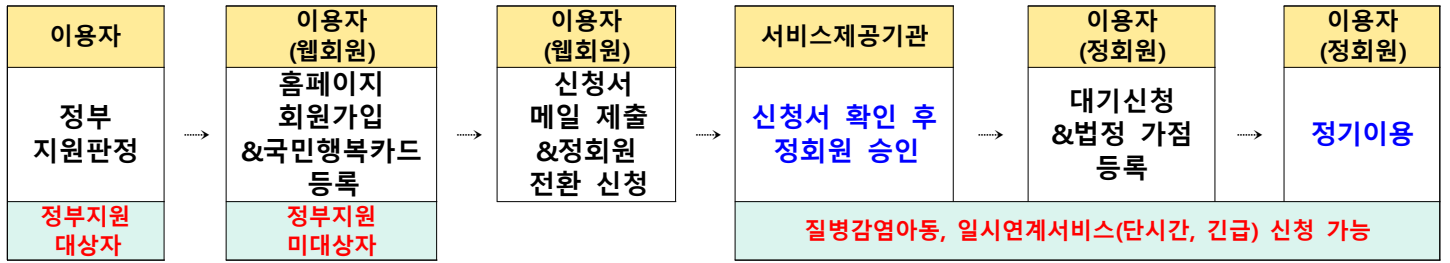 이용자
정부
지원판정
정부지원
대상자
이용자
(웹회원)
홈페이지
회원가입
&국민행복카드
등록
정부지원
미대상자
이용자
(웹회원)
신청서
메일 제출
&정회원
전환 신청
서비스제공기관
신청서 확인 후
정회원 승인
이용자
(정회원)
대기신청
&법정 가점
등록
이용자
(정회원)
정기이용
질병감염아동, 일시연계서비스(단시간, 긴급) 신청 가능